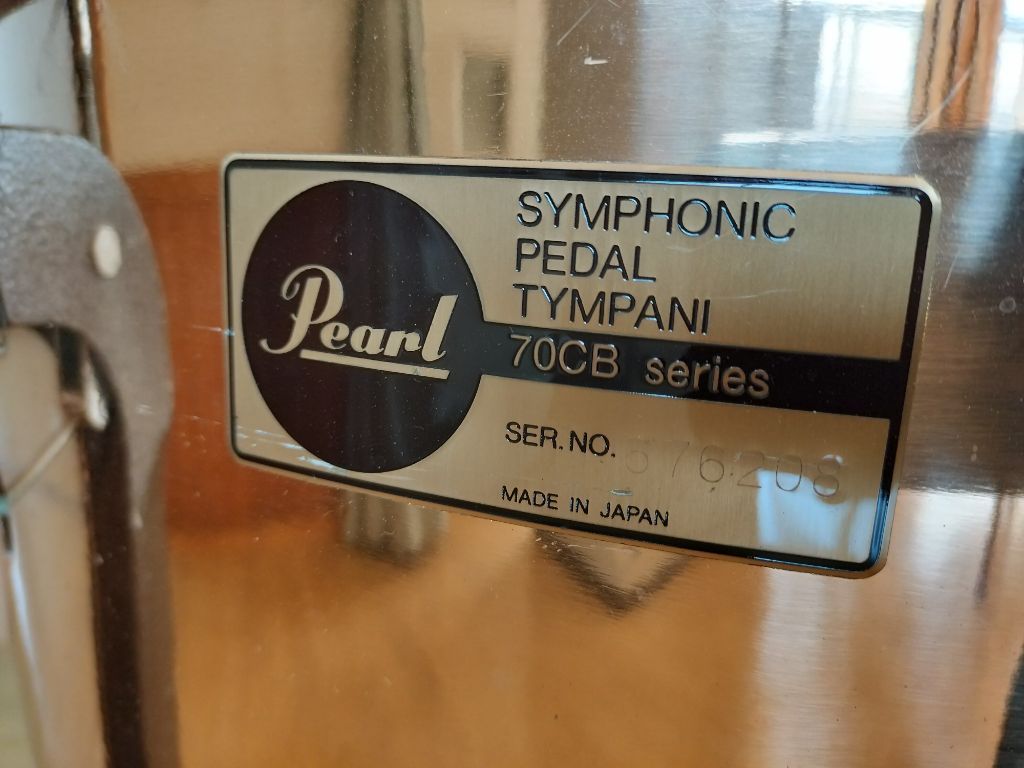 Pearl
SYMPHONIC
PEDAL
TYMPANI
70CB series
SER. NO. 576208
MADE IN JAPAN